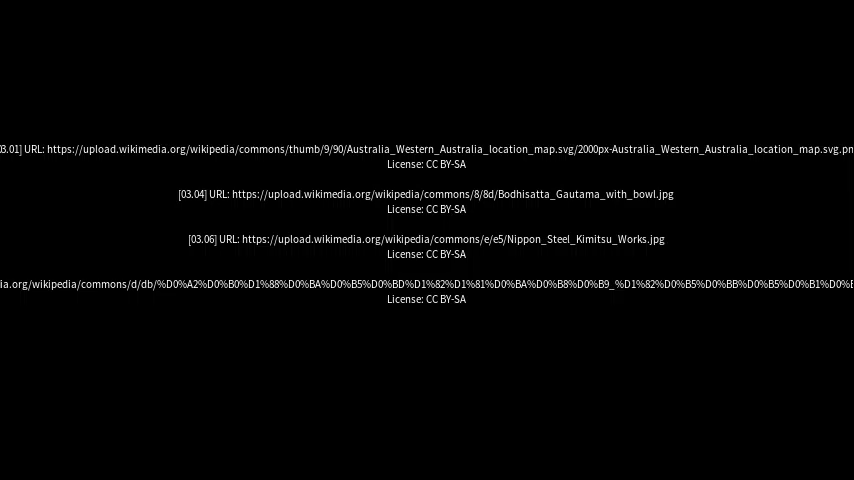 03.01] URL: https://upload.wikimedia.org/wikipedia/commons/thumb/9/90/Australia_Western_Australia_location_map.svg/2000px-Australia_Western_Australia_location_map.svg.pn
License: CC BY-SA
[03.04] URL: https://upload.wikimedia.org/wikipedia/commons/8/8d/Bodhisatta_Gautama_with_bowl.jpg
License: CC BY-SA
[03.06] URL: https://upload.wikimedia.org/wikipedia/commons/e/e5/Nippon_Steel_Kimitsu_Works.jpg
License: CC BY-SA
ia.org/wikipedia/commons/d/db/%D0%A2%D0%B0%D1%88%D0%BA%D0%B5%D0%BD%D1%82%D1%81%D0%BA%D0%B8%D0%B9_%D1%82%D0%B5%D0%BB%D0%B5%D0%B1%D0%
License: CC BY-SA